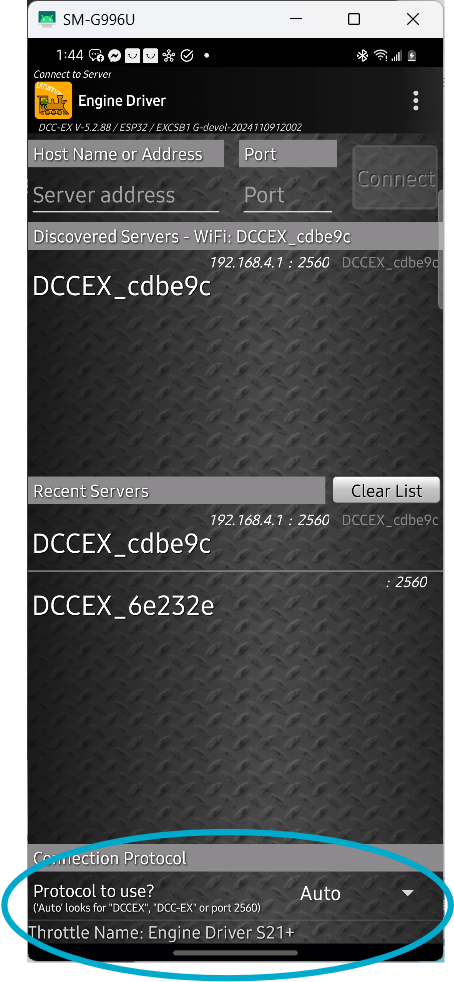 SM-G996U
1:44
Connect to Server
Engine Driver
DCC-EX V-5.2.88 / ESP32 / EXCSB1 G-devel-202411091​2002
Host Name or Address Port
Connect
Server address Port
Discovered Servers - WiFi: DCCEX_cdbe9c
192.168.4.1 : 2560 DCCEX_cdbe9c
DCCEX_cdbe9c
Recent Servers Clear List
192.168.4.1 : 2560 DCCEX_cdbe9c
DCCEX_cdbe9c
: 2560
DCCEX_6e232e
Connection Protocol
Protocol to use? Auto
('Auto' looks for "DCCEX", "DCC-EX" or port 2560)
Throttle Name: Engine Driver S21+